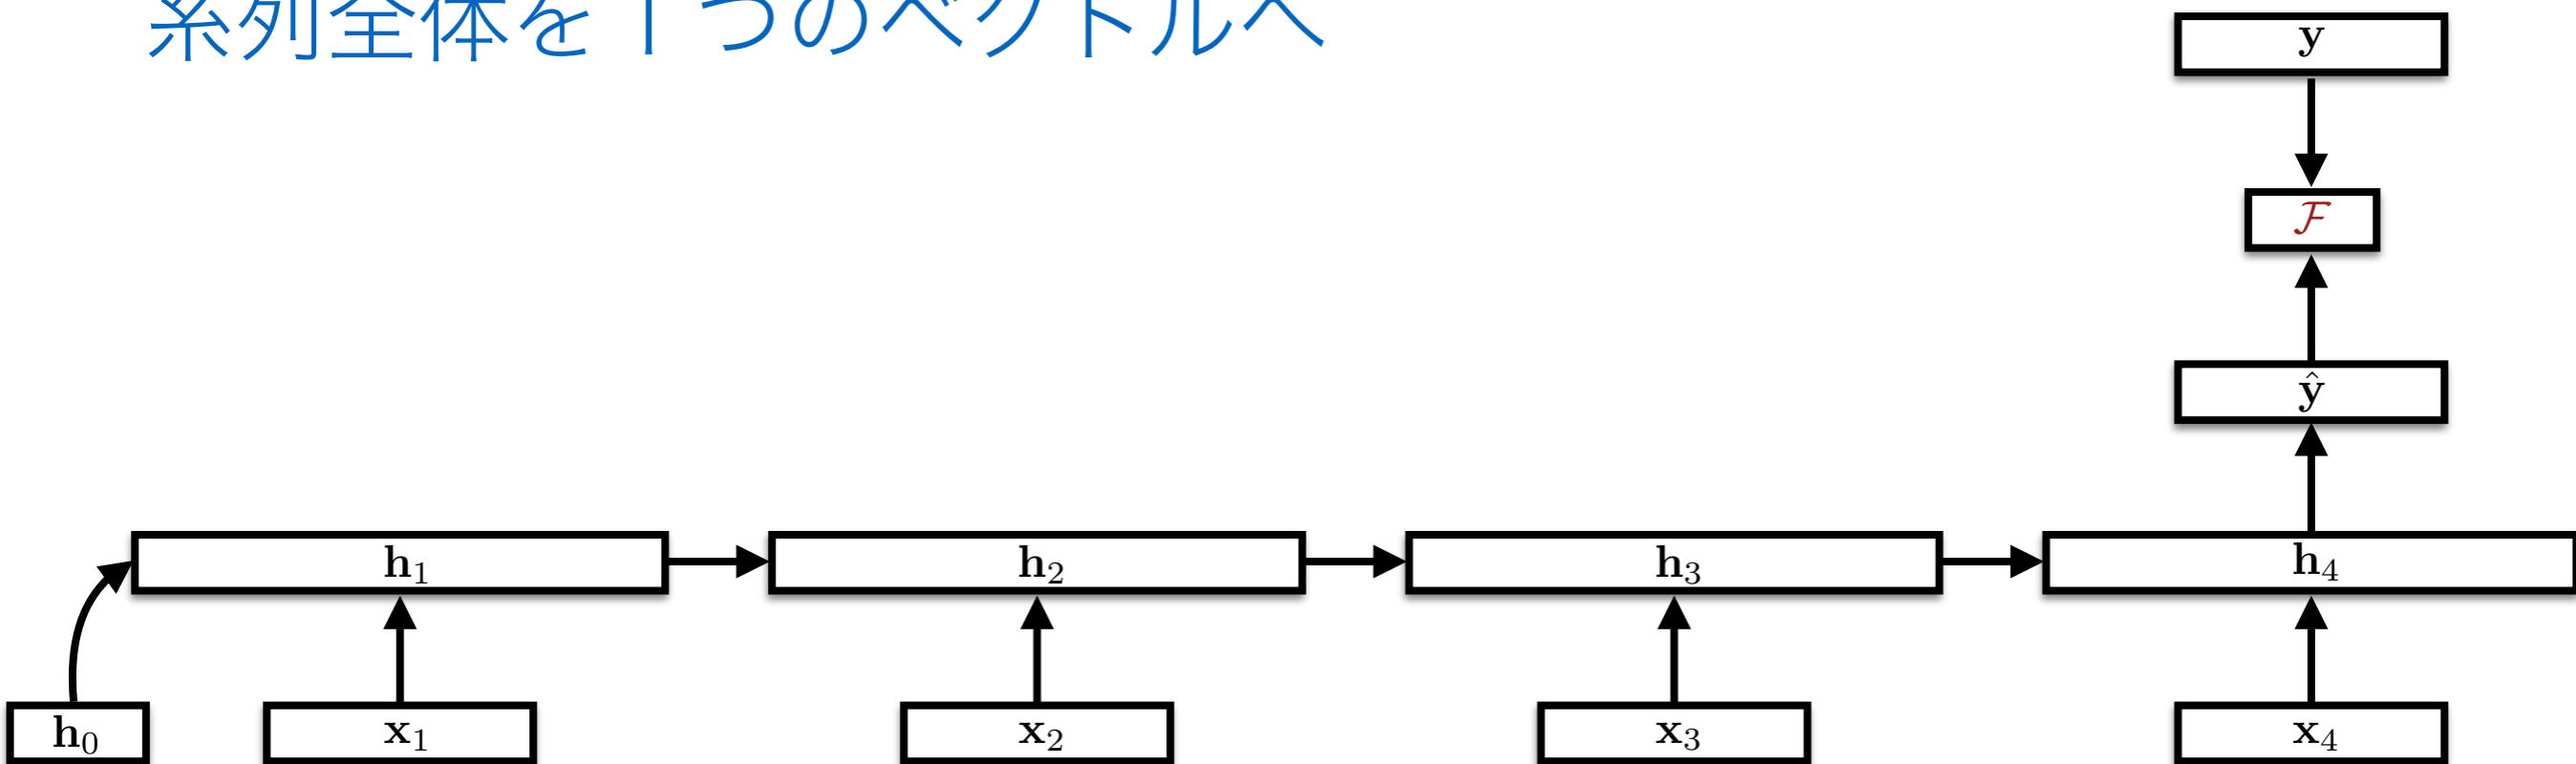 系列全体を１つのベクトルへ
y
F
ŷ
h₁ h₂ h₃ h₄
h₀ x₁ x₂ x₃ x₄